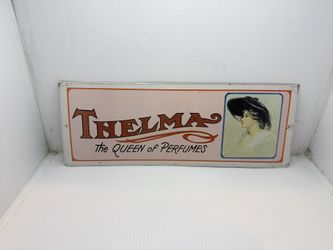 THELMA
the QUEEN of PERFUMES